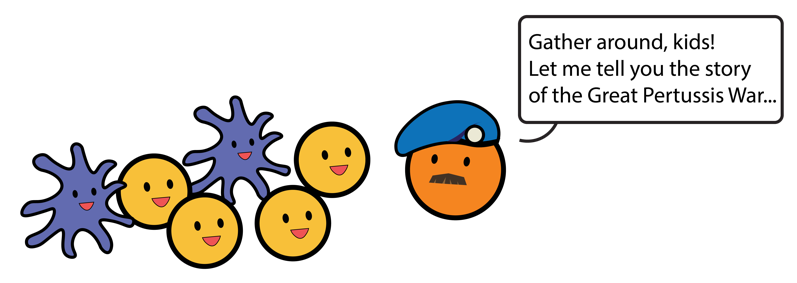 Gather around, kids!
Let me tell you the story
of the Great Pertussis War...